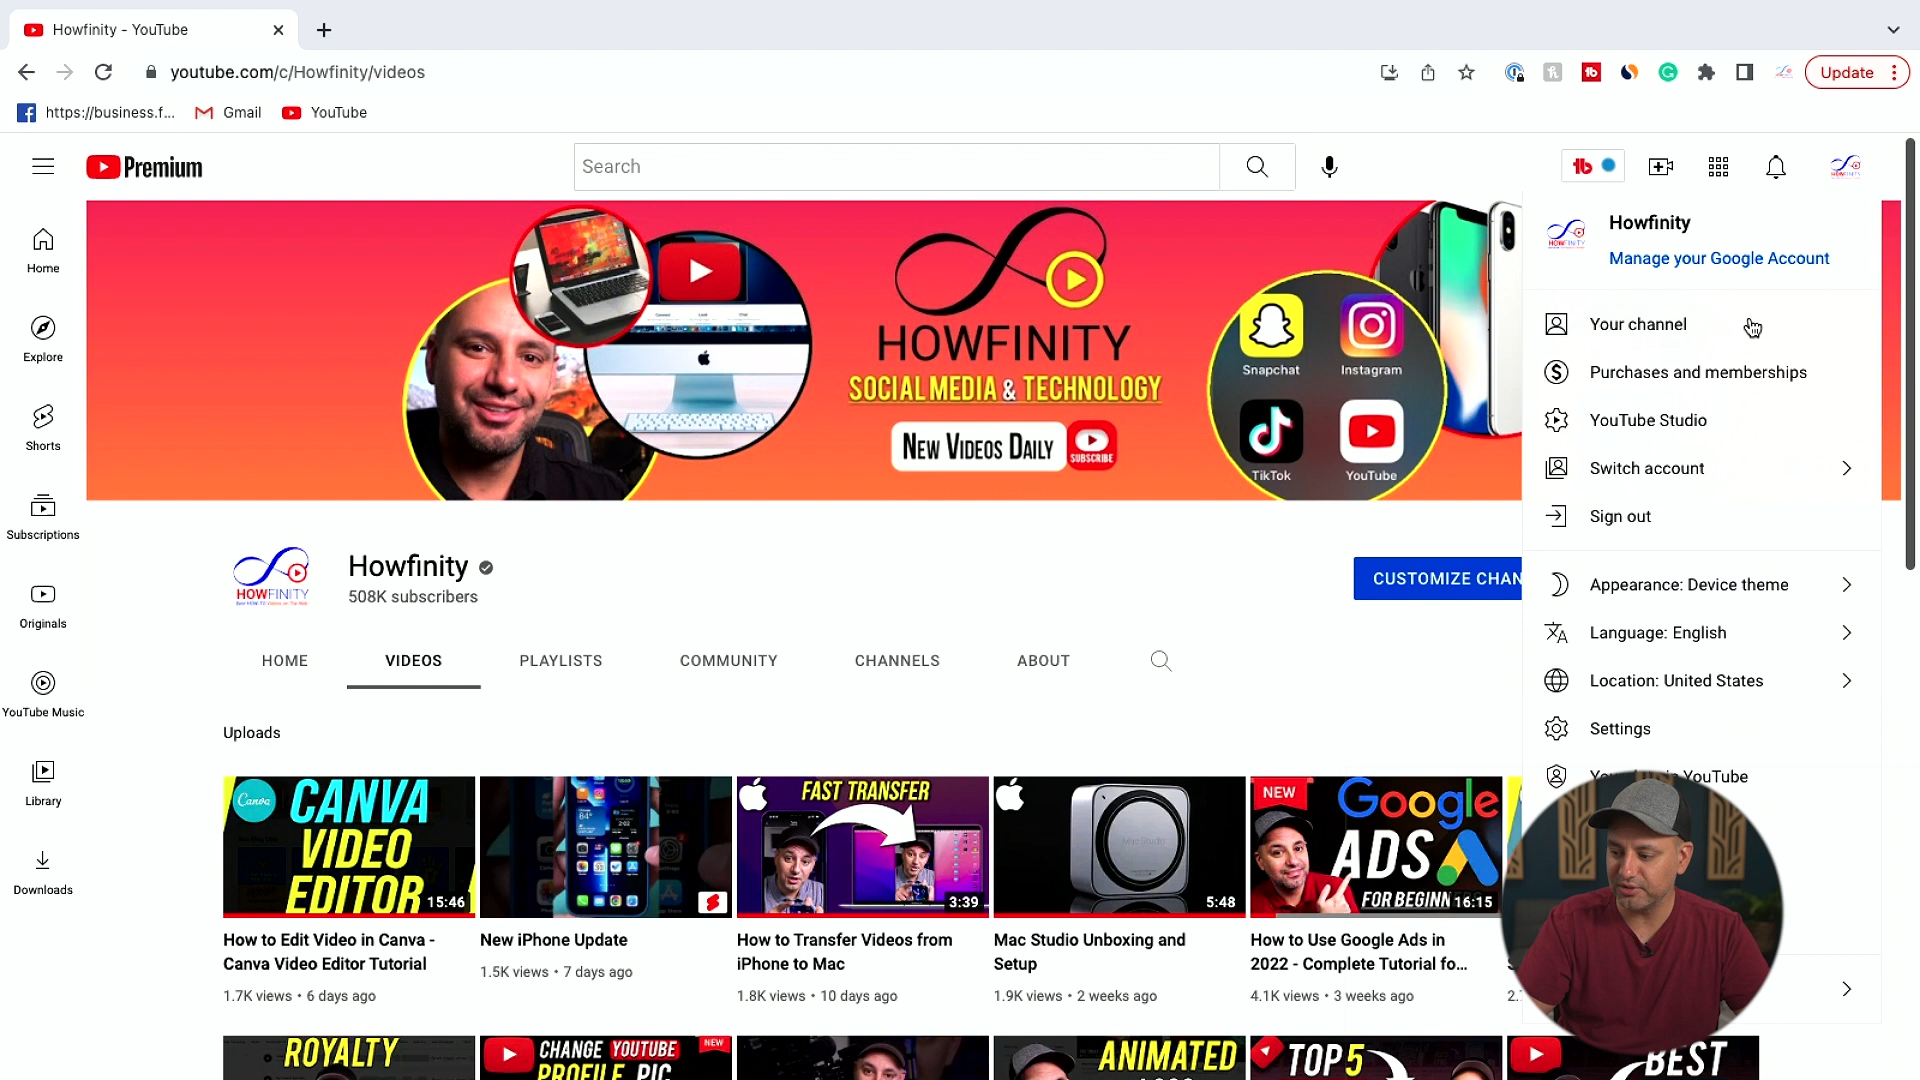 Howfinity - YouTube
youtube.com/c/Howfinity/videos
Update
https://business.f...
Gmail
YouTube
Premium
Search
Home
Explore
Shorts
Subscriptions
Originals
YouTube Music
Library
Downloads
HOWFINITY
SOCIAL MEDIA & TECHNOLOGY
NEW VIDEOS DAILY
SUBSCRIBE
Snapchat
Instagram
TikTok
YouTube
Howfinity
Manage your Google Account
Your channel
Purchases and memberships
YouTube Studio
Switch account
Sign out
Appearance: Device theme
Language: English
Location: United States
Settings
YouTube
HOWFINITY
Howfinity
508K subscribers
CUSTOMIZE CHAN
HOME
VIDEOS
PLAYLISTS
COMMUNITY
CHANNELS
ABOUT
Uploads
Canva
CANVA
VIDEO
EDITOR
15:46
How to Edit Video in Canva -
Canva Video Editor Tutorial
1.7K views • 6 days ago
New iPhone Update
1.5K views • 7 days ago
FAST TRANSFER
3:39
How to Transfer Videos from
iPhone to Mac
1.8K views • 10 days ago
5:48
Mac Studio Unboxing and
Setup
1.9K views • 2 weeks ago
NEW
Google
ADS
FOR BEGINN
16:15
How to Use Google Ads in
2022 - Complete Tutorial fo...
4.1K views • 3 weeks ago
ROYALTY
CHANGE YOUTUBE
PROFILE PIC
NEW
ANIMATED
TOP 5
BEST